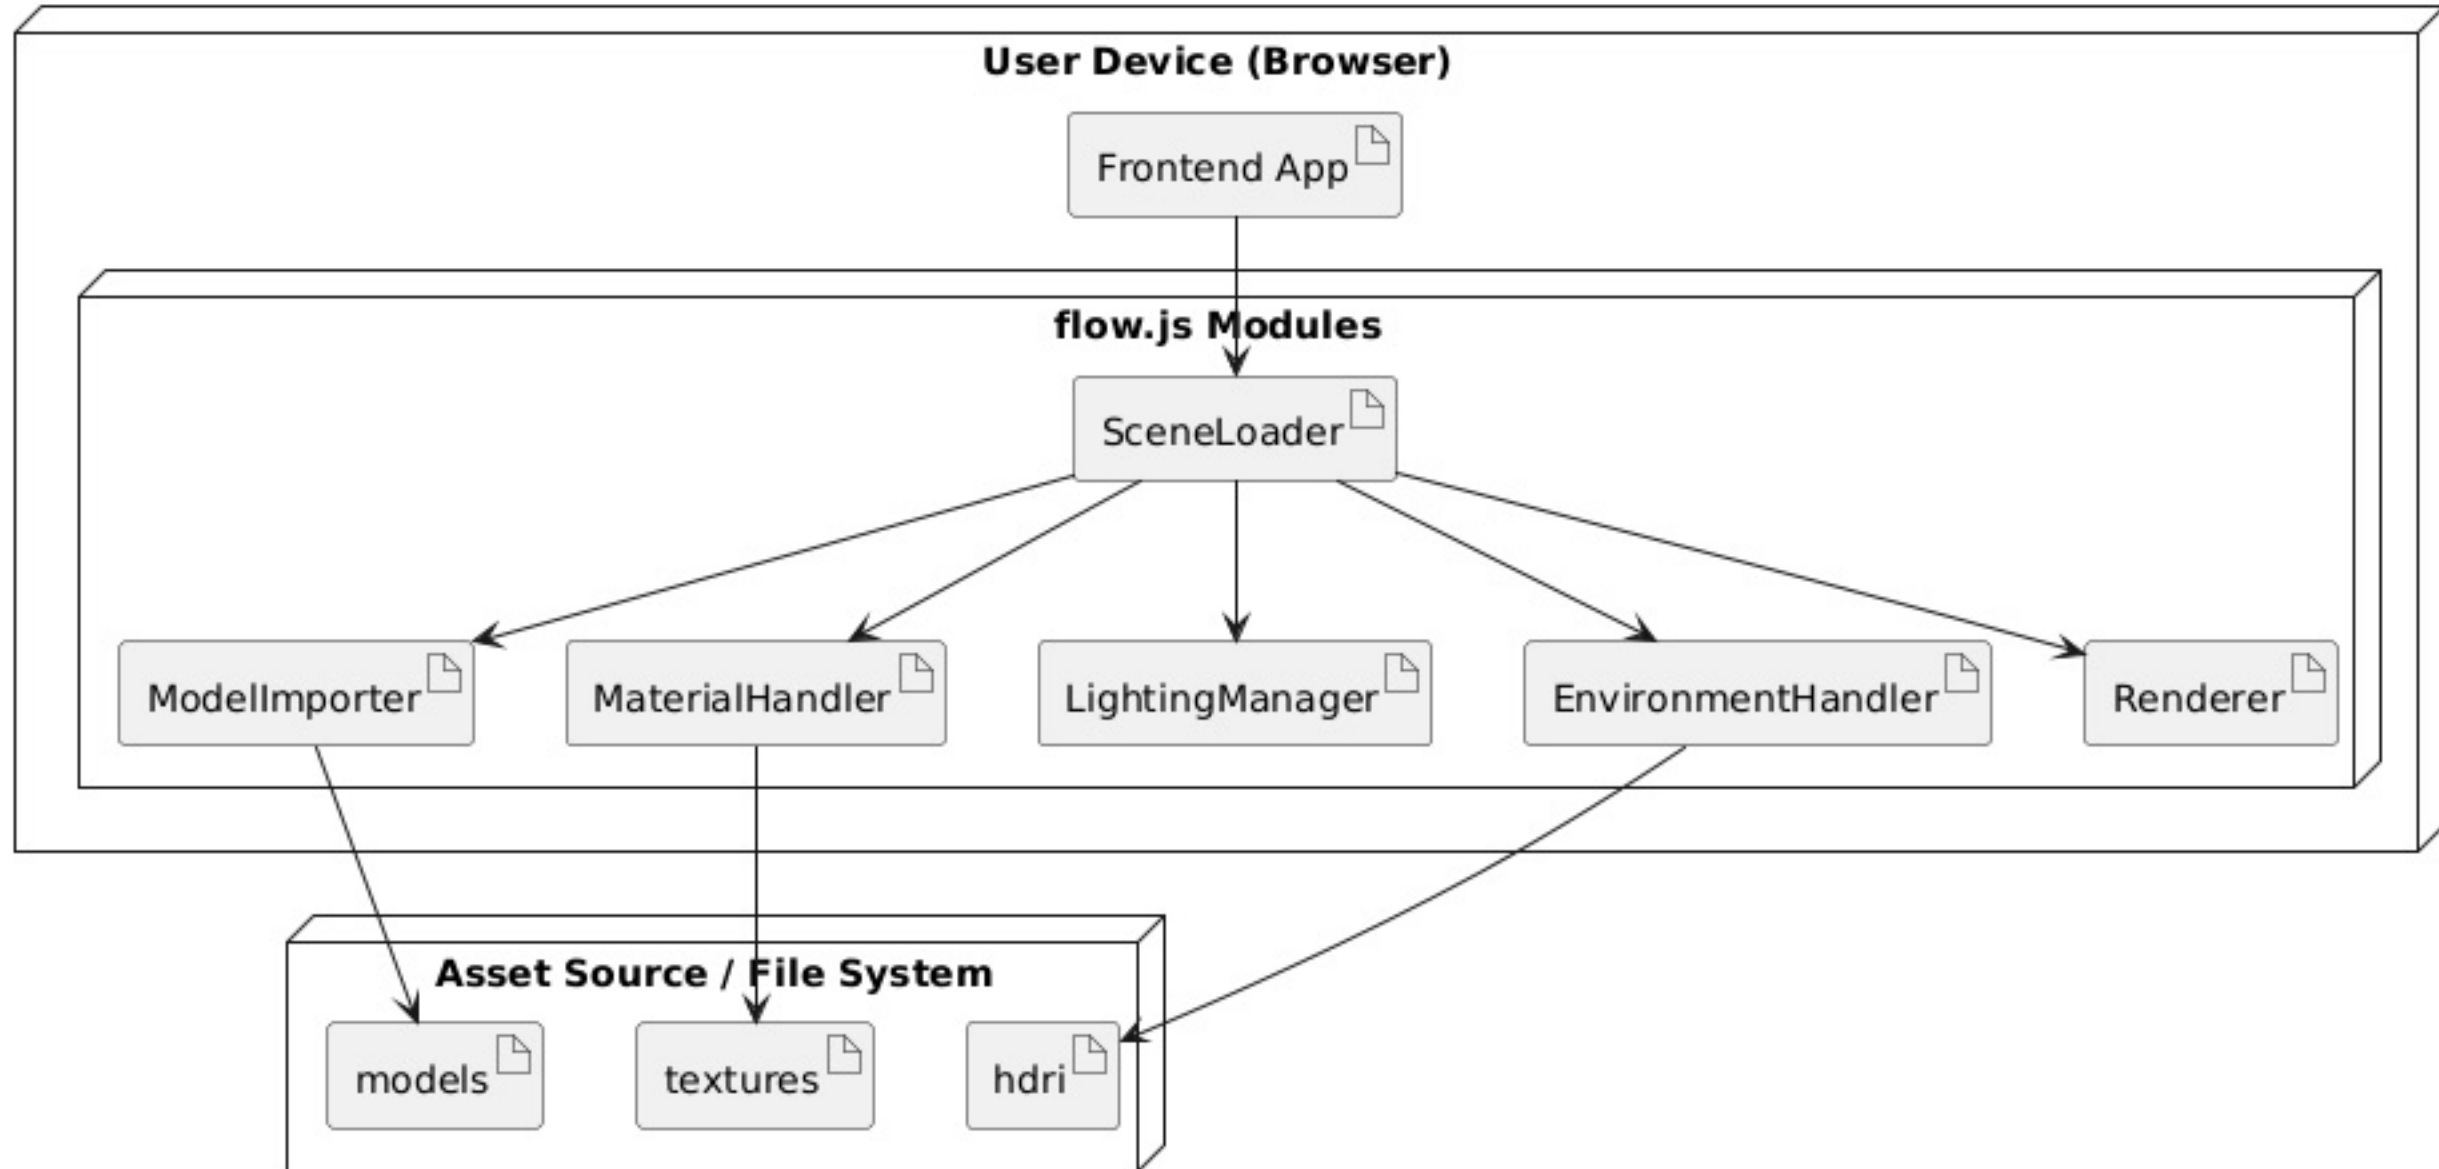 User Device (Browser)
Frontend App
flow.js Modules
SceneLoader
ModelImporter
MaterialHandler
LightingManager
EnvironmentHandler
Renderer
Asset Source / File System
models
textures
hdri